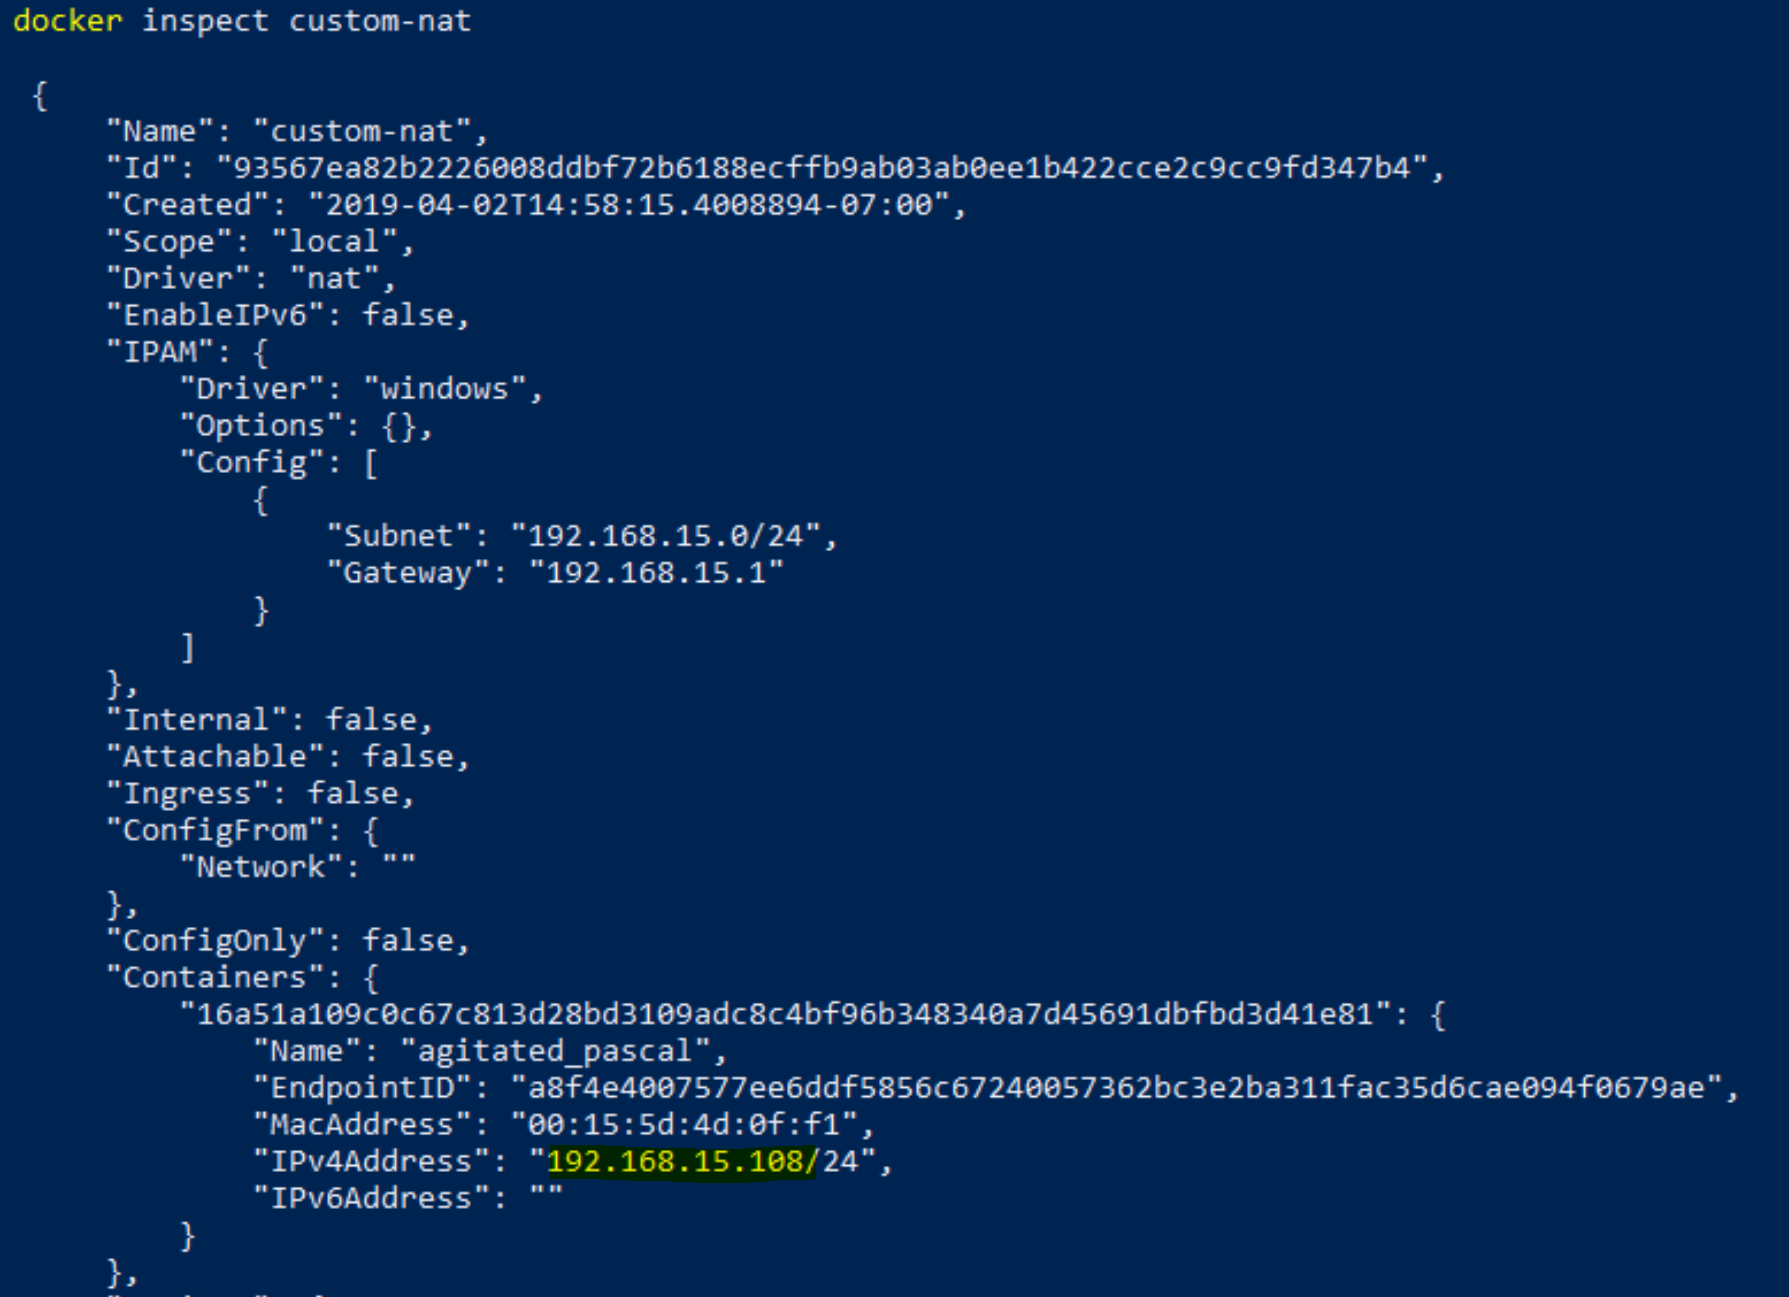 docker inspect custom-nat
{
"Name": "custom-nat",
"Id": "93567ea82b2226008ddbf72b6188ecffb9ab03ab0ee1b422cce2c9cc9fd347b4",
"Created": "2019-04-02T14:58:15.4008894-07:00",
"Scope": "local",
"Driver": "nat",
"EnableIPv6": false,
"IPAM": {
"Driver": "windows",
"Options": {},
"Config": [
{
"Subnet": "192.168.15.0/24",
"Gateway": "192.168.15.1"
}
]
},
"Internal": false,
"Attachable": false,
"Ingress": false,
"ConfigFrom": {
"Network": ""
},
"ConfigOnly": false,
"Containers": {
"16a51a109c0c67c813d28bd3109adc8c4bf96b348340a7d45691dbfbd3d41e81": {
"Name": "agitated_pascal",
"EndpointID": "a8f4e4007577ee6ddf5856c67240057362bc3e2ba311fac35d6cae094f0679ae",
"MacAddress": "00:15:5d:4d:0f:f1",
"IPv4Address": "192.168.15.108/24",
"IPv6Address": ""
}
},